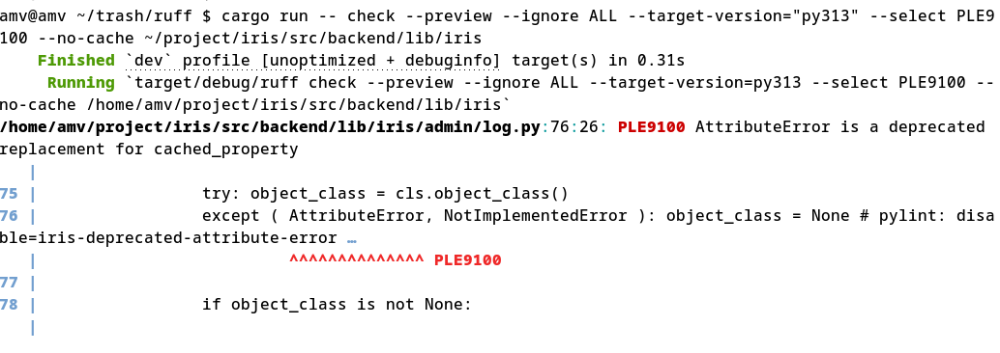 amv@amv ~/trash/ruff $ cargo run -- check --preview --ignore ALL --target-version="py313" --select PLE9
100 --no-cache ~/project/iris/src/backend/lib/iris
    Finished `dev` profile [unoptimized + debuginfo] target(s) in 0.31s
     Running `target/debug/ruff check --preview --ignore ALL --target-version=py313 --select PLE9100 --
no-cache /home/amv/project/iris/src/backend/lib/iris`
/home/amv/project/iris/src/backend/lib/iris/admin/log.py:76:26: PLE9100 AttributeError is a deprecated
replacement for cached_property
   |
75 |                 try: object_class = cls.object_class()
76 |                 except ( AttributeError, NotImplementedError ): object_class = None # pylint: disa
ble=iris-deprecated-attribute-error …
   |                          ^^^^^^^^^^^^^^ PLE9100
77 |
78 |                 if object_class is not None:
   |